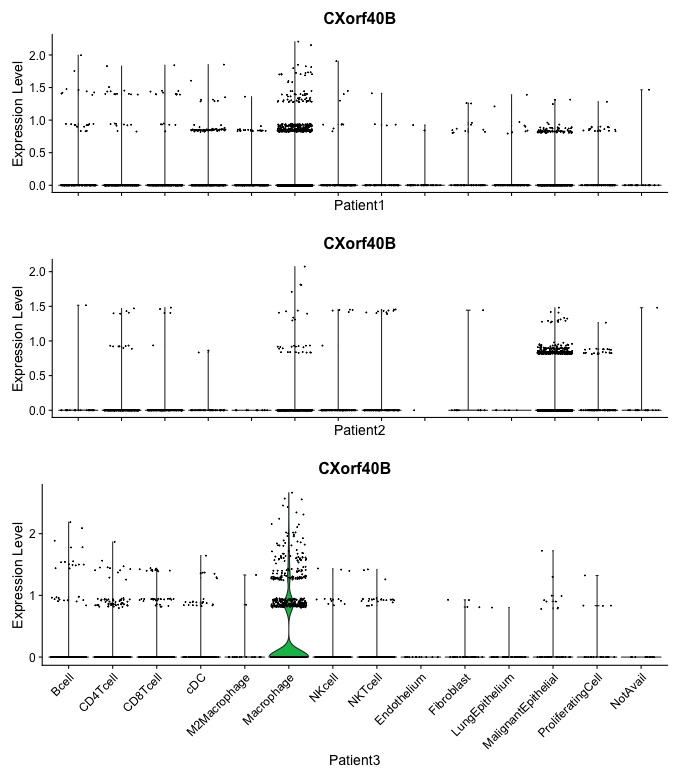 CXorf40B
Expression Level
2.0
1.5
1.0
0.5
0.0
Patient1
CXorf40B
Expression Level
2.0
1.5
1.0
0.5
0.0
Patient2
CXorf40B
Expression Level
2
1
0
Bcell
CD4Tcell
CD8Tcell
cDC
M2Macrophage
Macrophage
NKcell
NKTcell
Endothelium
Fibroblast
LungEpithelium
MalignantEpithelial
ProliferatingCell
NotAvail
Patient3